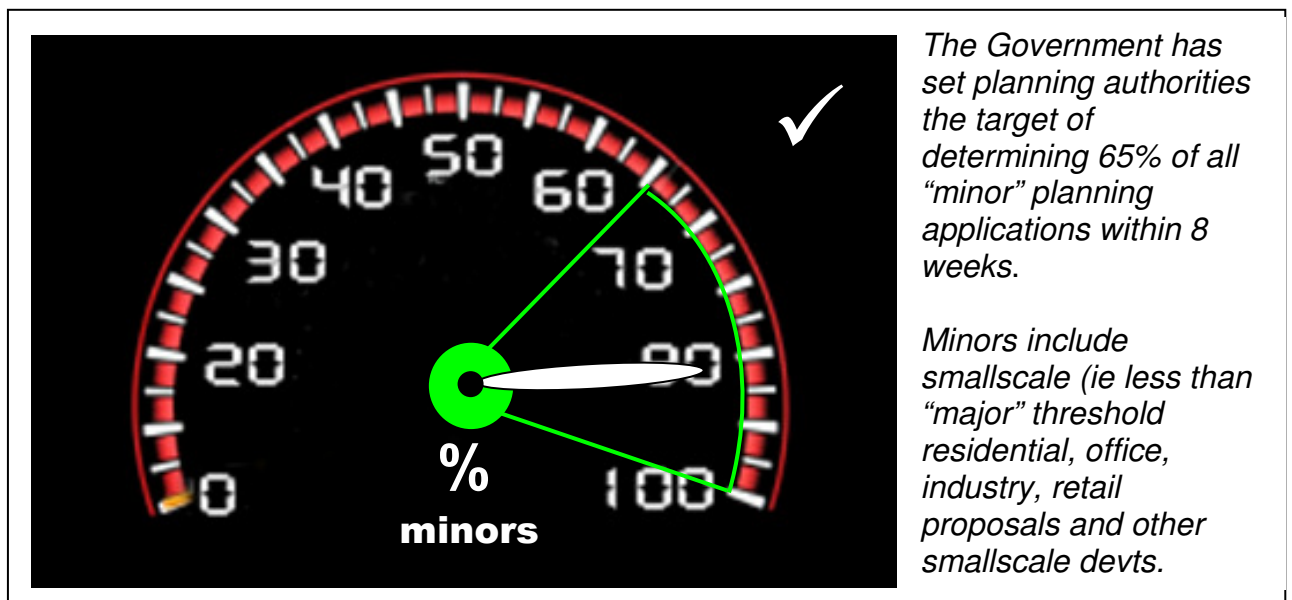 The Government has
set planning authorities
the target of
determining 65% of all
“minor” planning
applications within 8
weeks.
Minors include
smallscale (ie less than
“major” threshold
residential, office,
industry, retail
proposals and other
smallscale devts.
0
20
30
40
50
60
70
100
%
minors